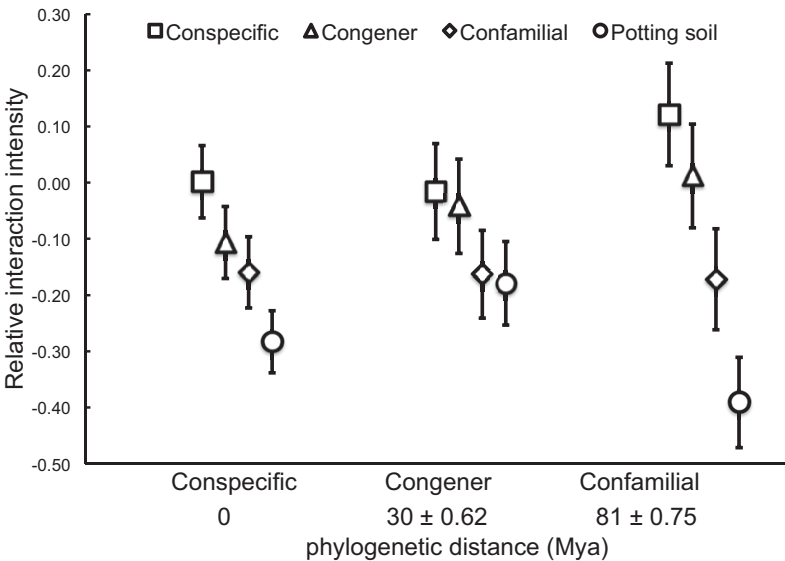 Conspecific Congener Confamilial Potting soil
0.30
0.20
0.10
0.00
-0.10
-0.20
-0.30
-0.40
-0.50
Relative interaction intensity
Conspecific Congener Confamilial
0 30 ± 0.62 81 ± 0.75
phylogenetic distance (Mya)